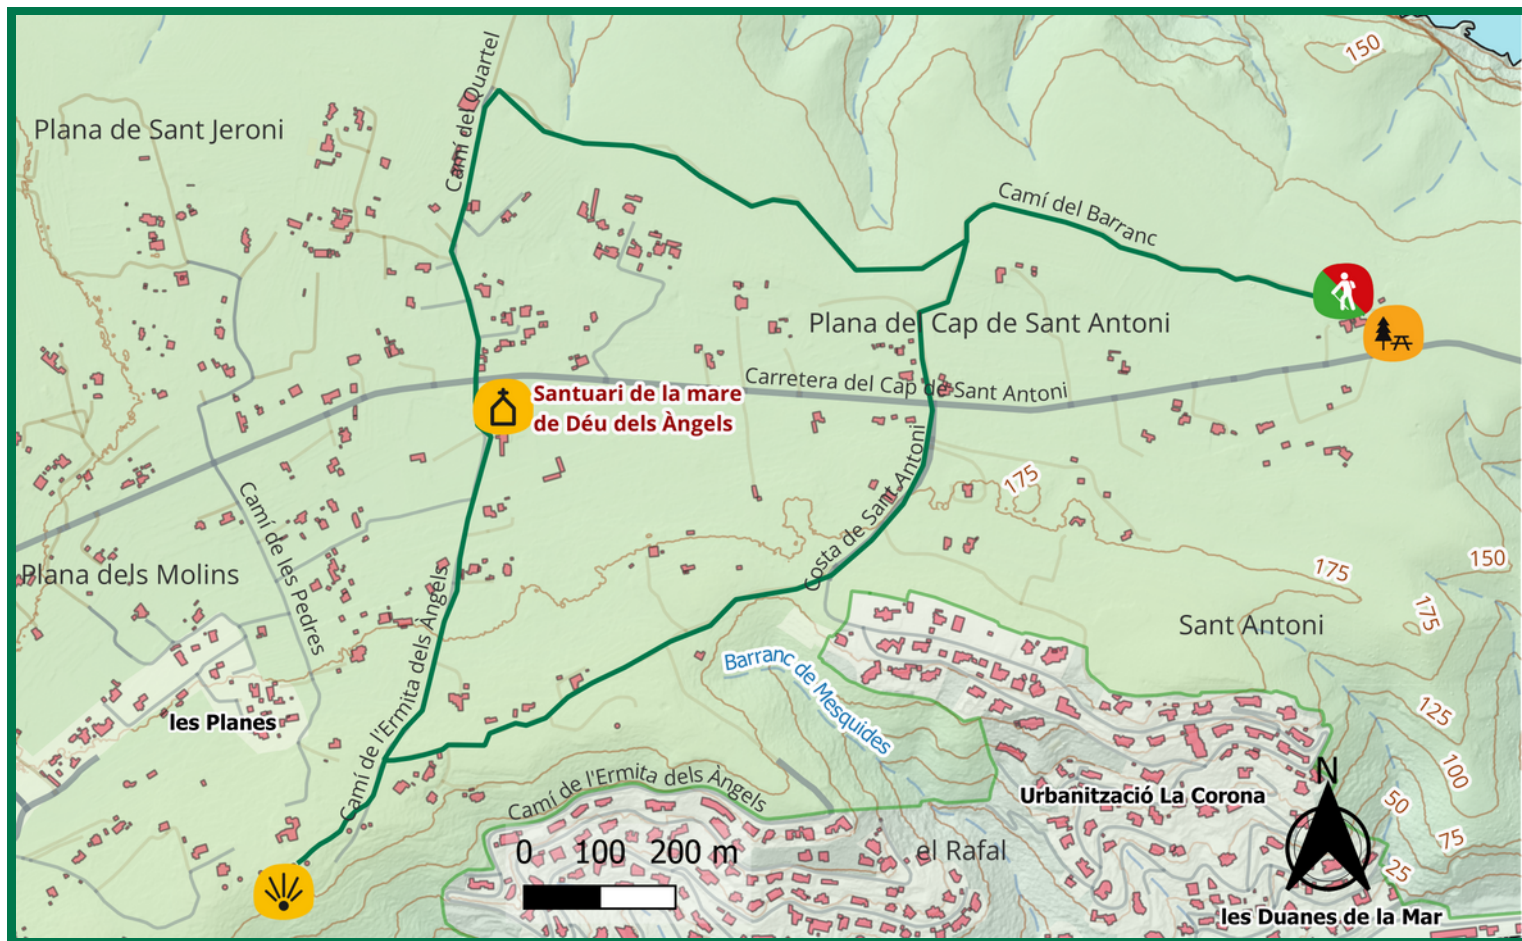 150
Camí del Quartel
Plana de Sant Jeroni
Camí del Barranc
Plana del Cap de Sant Antoni
Carretera del Cap de Sant Antoni
Santuari de la mare
de Déu dels Àngels
175
Costa de Sant Antoni
Camí de les Pedres
150
175
Plana dels Molins
175
Sant Antoni
Camí de l'Ermita dels Àngels
Barranc de Mesquides
125
les Planes
100
Camí de l'Ermita dels Àngels
Urbanització La Corona
N
50
75
0 100 200 m
el Rafal
25
les Duanes de la Mar